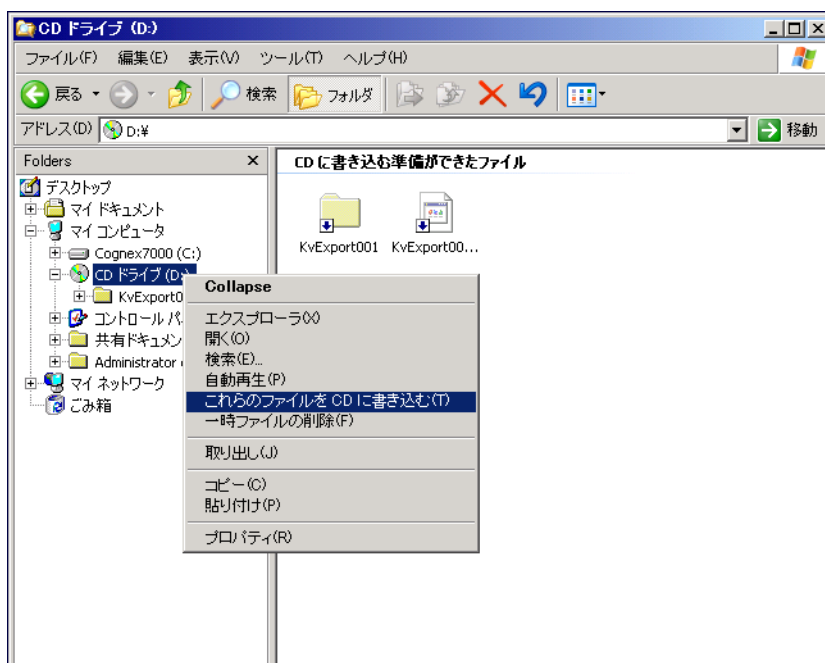 CD ドライブ (D:)
ファイル(F) 編集(E) 表示(V) ツール(T) ヘルプ(H)
戻る 検索 フォルダ
アドレス(D) D:¥ 移動
Folders
CD に書き込む準備ができたファイル
デスクトップ
マイ ドキュメント
マイ コンピュータ
Cognex7000 (C:)
CD ドライブ (D:)
KvExport0
コントロール パ
共有ドキュメン
Administrator
マイ ネットワーク
ごみ箱
KvExport001 KvExport00...
Collapse
エクスプローラ(X)
開く(O)
検索(E)...
自動再生(P)
これらのファイルを CD に書き込む(T)
一時ファイルの削除(F)
取り出し(J)
コピー(C)
貼り付け(P)
プロパティ(R)